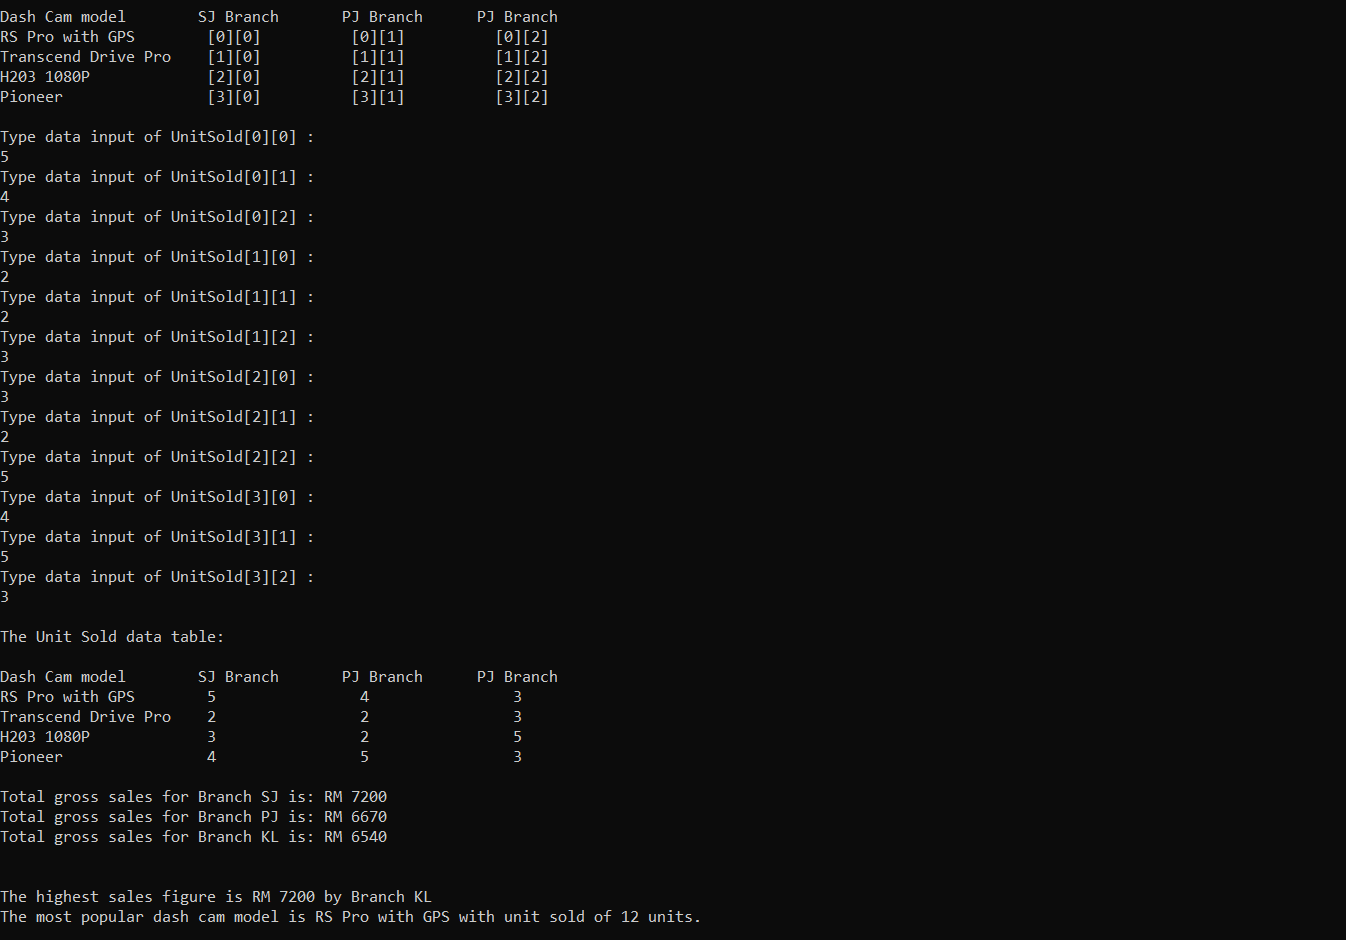 Dash Cam model        SJ Branch       PJ Branch      PJ Branch
RS Pro with GPS        [0][0]          [0][1]          [0][2]
Transcend Drive Pro    [1][0]          [1][1]          [1][2]
H203 1080P             [2][0]          [2][1]          [2][2]
Pioneer                [3][0]          [3][1]          [3][2]
Type data input of UnitSold[0][0] :
5
Type data input of UnitSold[0][1] :
4
Type data input of UnitSold[0][2] :
3
Type data input of UnitSold[1][0] :
2
Type data input of UnitSold[1][1] :
2
Type data input of UnitSold[1][2] :
3
Type data input of UnitSold[2][0] :
3
Type data input of UnitSold[2][1] :
2
Type data input of UnitSold[2][2] :
5
Type data input of UnitSold[3][0] :
4
Type data input of UnitSold[3][1] :
5
Type data input of UnitSold[3][2] :
3
The Unit Sold data table:
Dash Cam model        SJ Branch       PJ Branch      PJ Branch
RS Pro with GPS        5                4                3
Transcend Drive Pro    2                2                3
H203 1080P             3                2                5
Pioneer                4                5                3
Total gross sales for Branch SJ is: RM 7200
Total gross sales for Branch PJ is: RM 6670
Total gross sales for Branch KL is: RM 6540
The highest sales figure is RM 7200 by Branch KL
The most popular dash cam model is RS Pro with GPS with unit sold of 12 units.